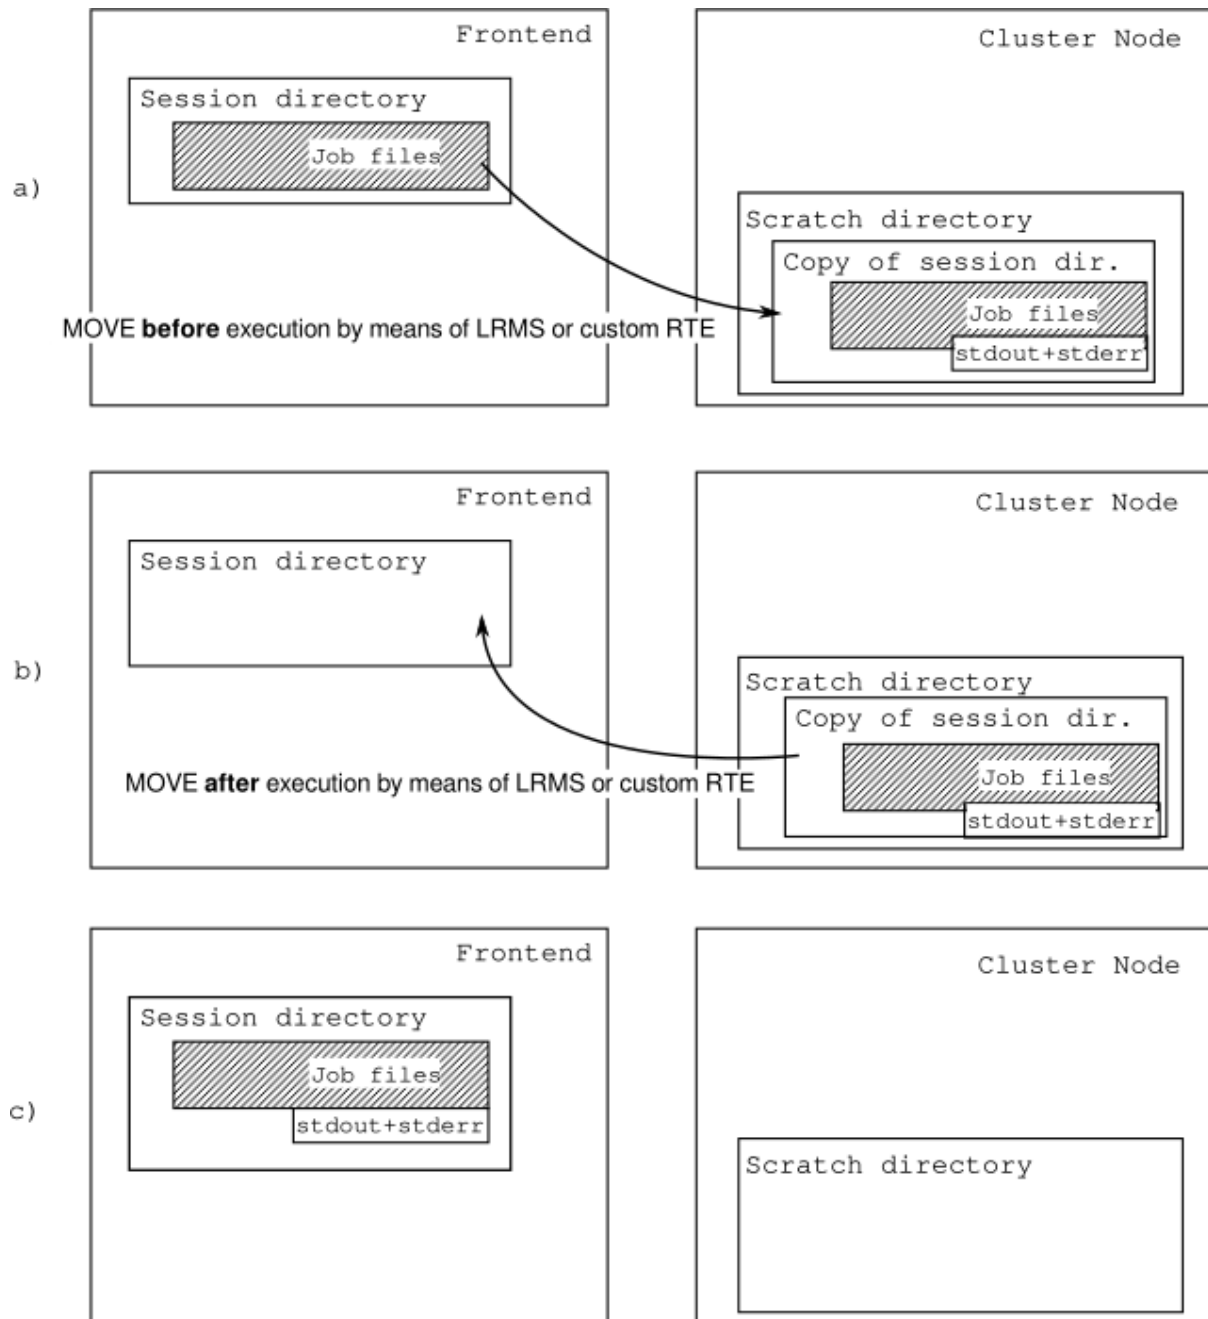 Frontend
Cluster Node
Session directory
Job files
a)
Scratch directory
Copy of session dir.
Job files
stdout+stderr
MOVE before execution by means of LRMS or custom RTE
Frontend
Cluster Node
Session directory
b)
Scratch directory
Copy of session dir.
Job files
stdout+stderr
MOVE after execution by means of LRMS or custom RTE
Frontend
Cluster Node
Session directory
Job files
stdout+stderr
c)
Scratch directory